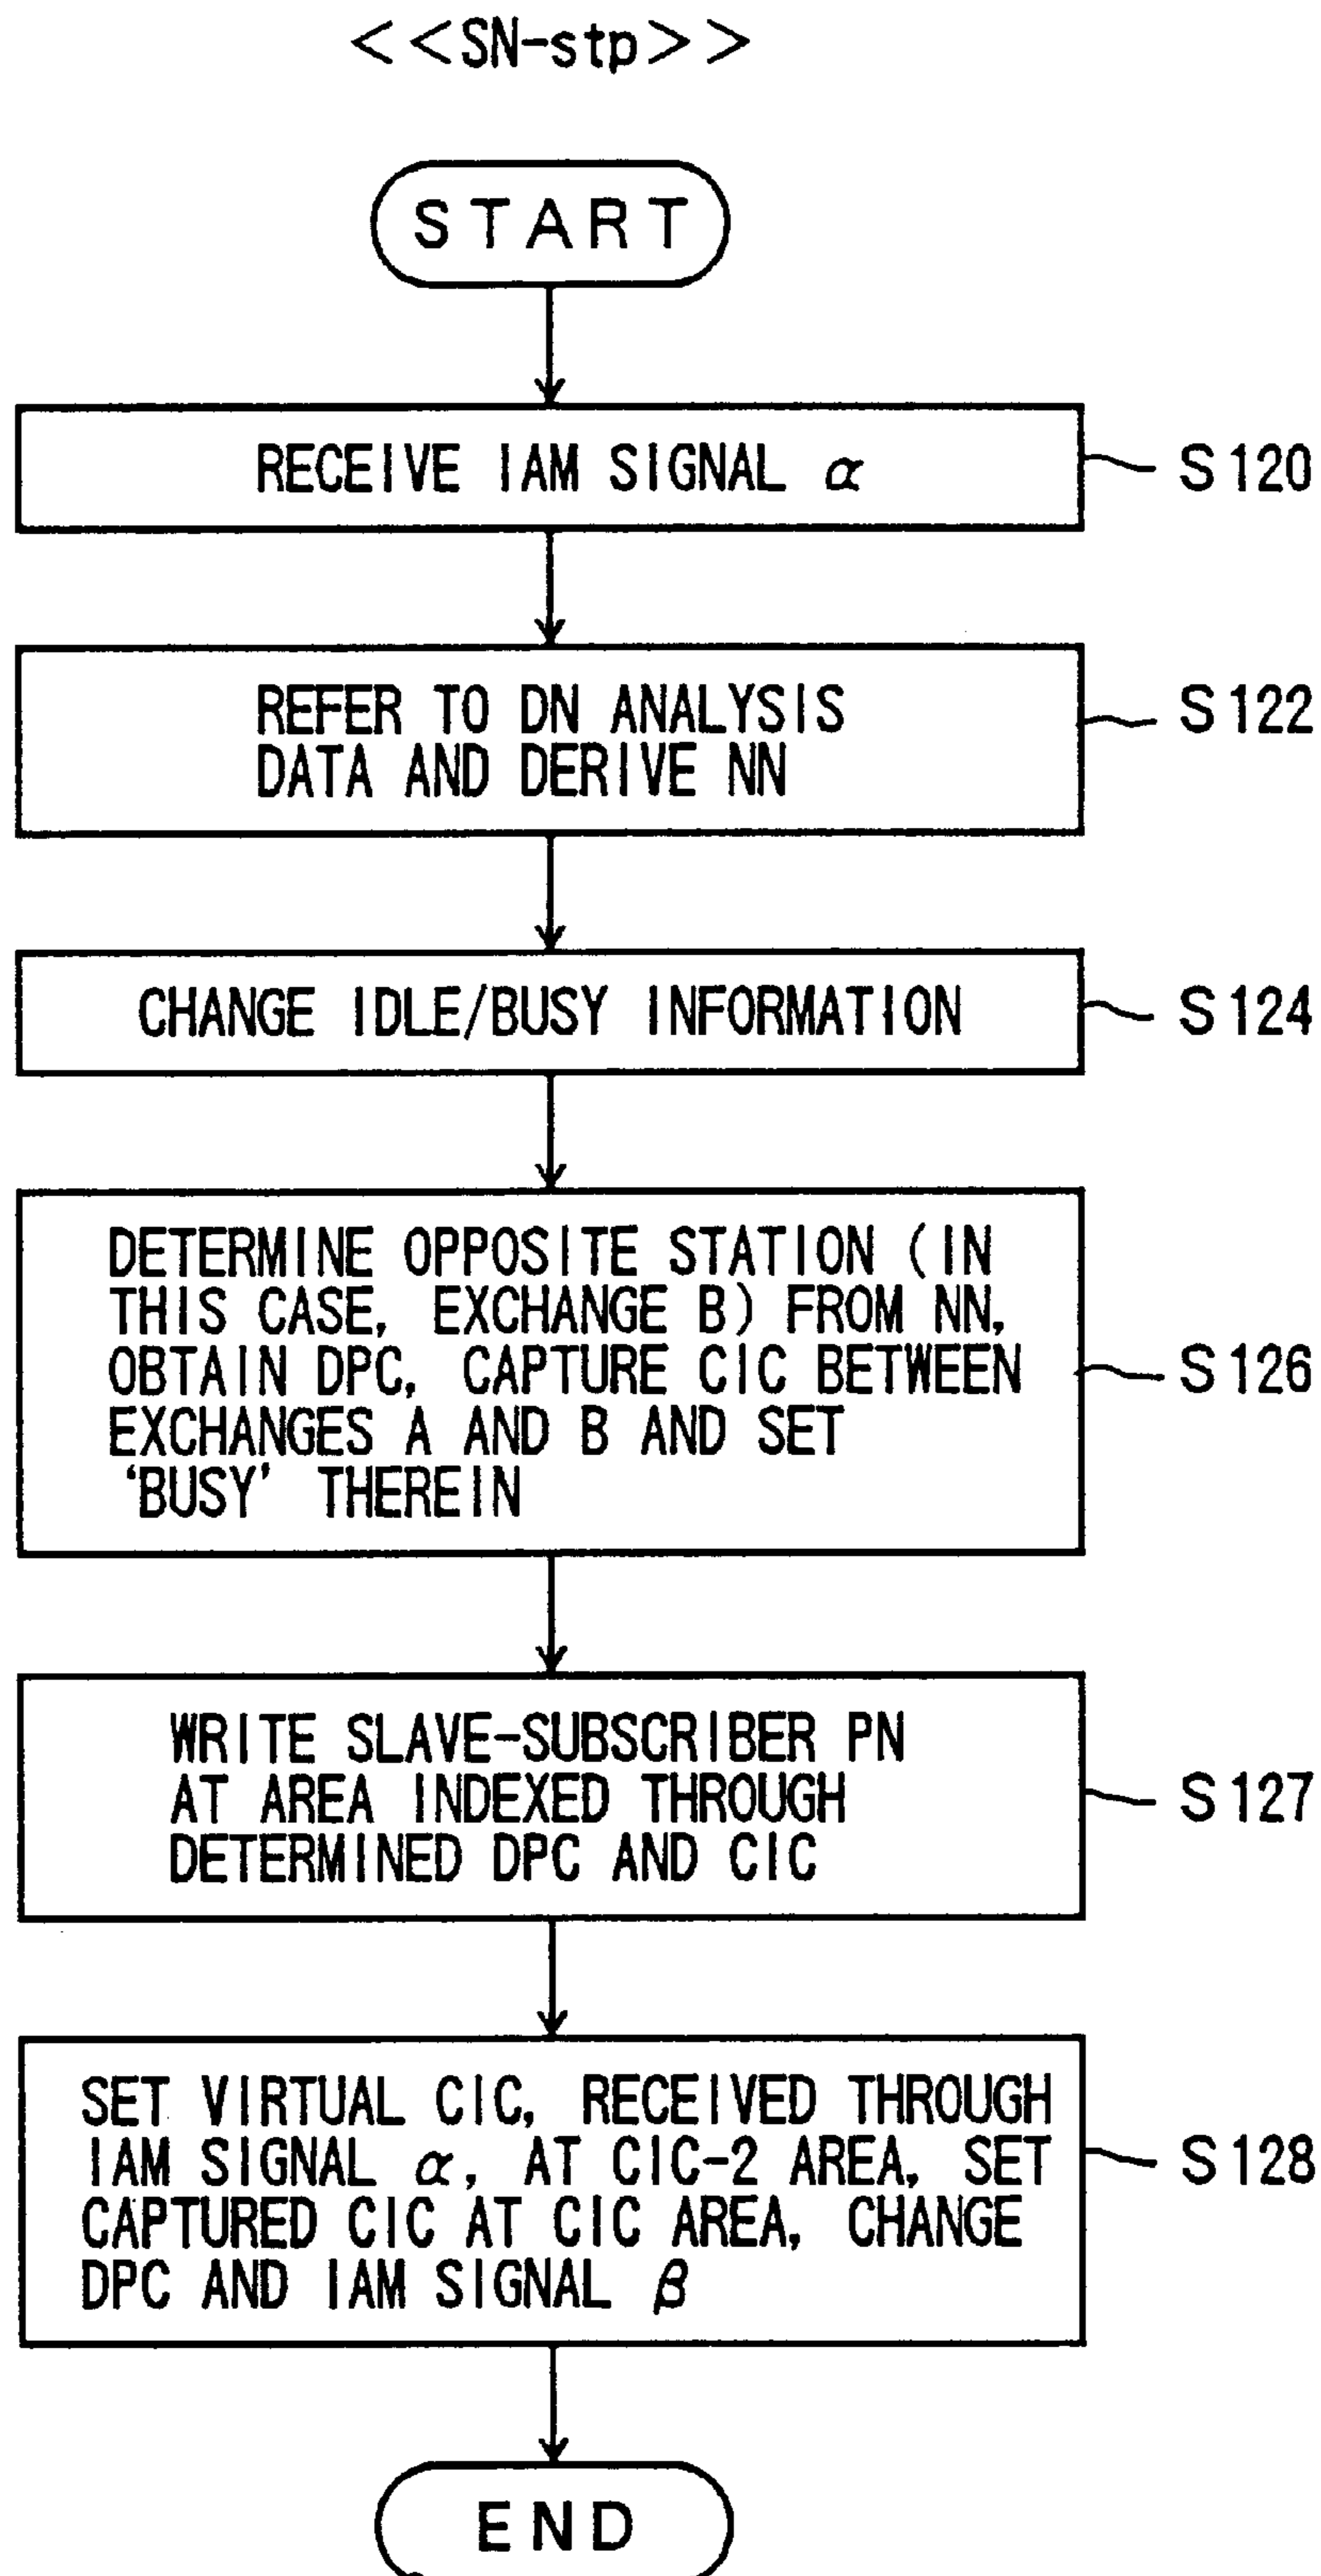 <<SN-stp>>
START
RECEIVE IAM SIGNAL α
S120
REFER TO DN ANALYSIS
DATA AND DERIVE NN
S122
CHANGE IDLE/BUSY INFORMATION
S124
DETERMINE OPPOSITE STATION (IN
THIS CASE, EXCHANGE B) FROM NN,
OBTAIN DPC, CAPTURE CIC BETWEEN
EXCHANGES A AND B AND SET
‘BUSY’ THEREIN
S126
WRITE SLAVE-SUBSCRIBER PN
AT AREA INDEXED THROUGH
DETERMINED DPC AND CIC
S127
SET VIRTUAL CIC, RECEIVED THROUGH
IAM SIGNAL α, AT CIC-2 AREA, SET
CAPTURED CIC AT CIC AREA, CHANGE
DPC AND IAM SIGNAL β
S128
END